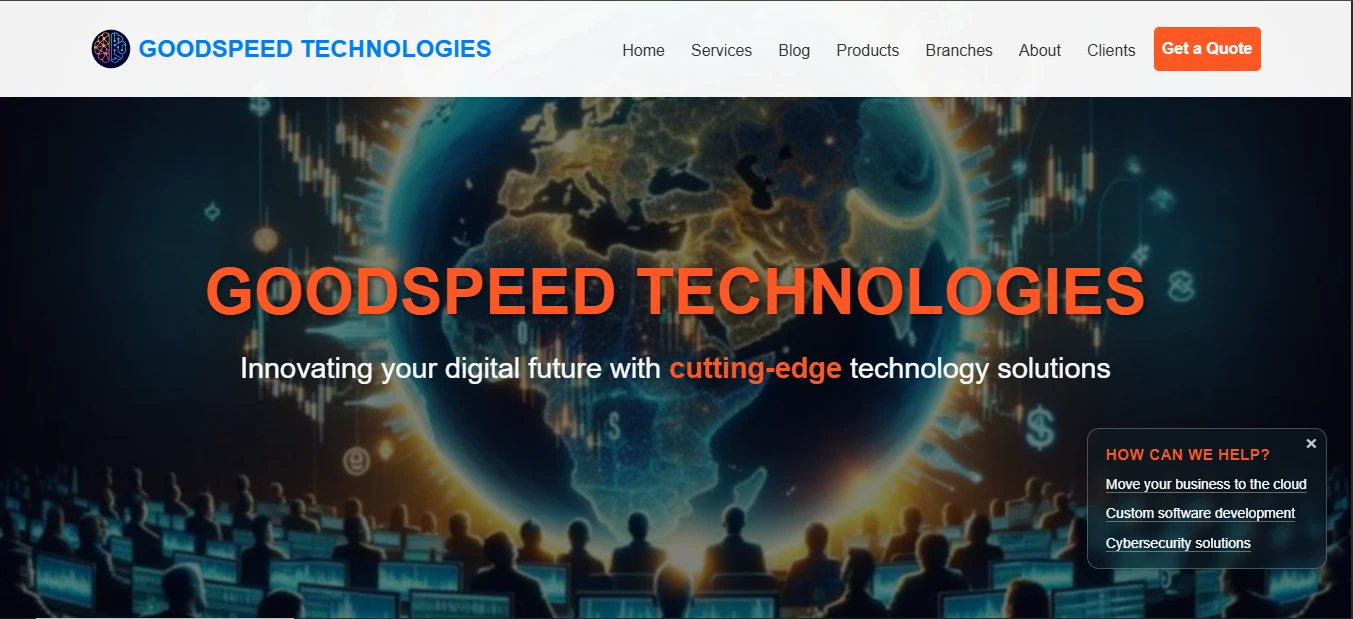 GOODSPEED TECHNOLOGIES
Home Services Blog Products Branches About Clients Get a Quote
GOODSPEED TECHNOLOGIES
Innovating your digital future with cutting-edge technology solutions
$
$
×
HOW CAN WE HELP?
Move your business to the cloud
Custom software development
Cybersecurity solutions